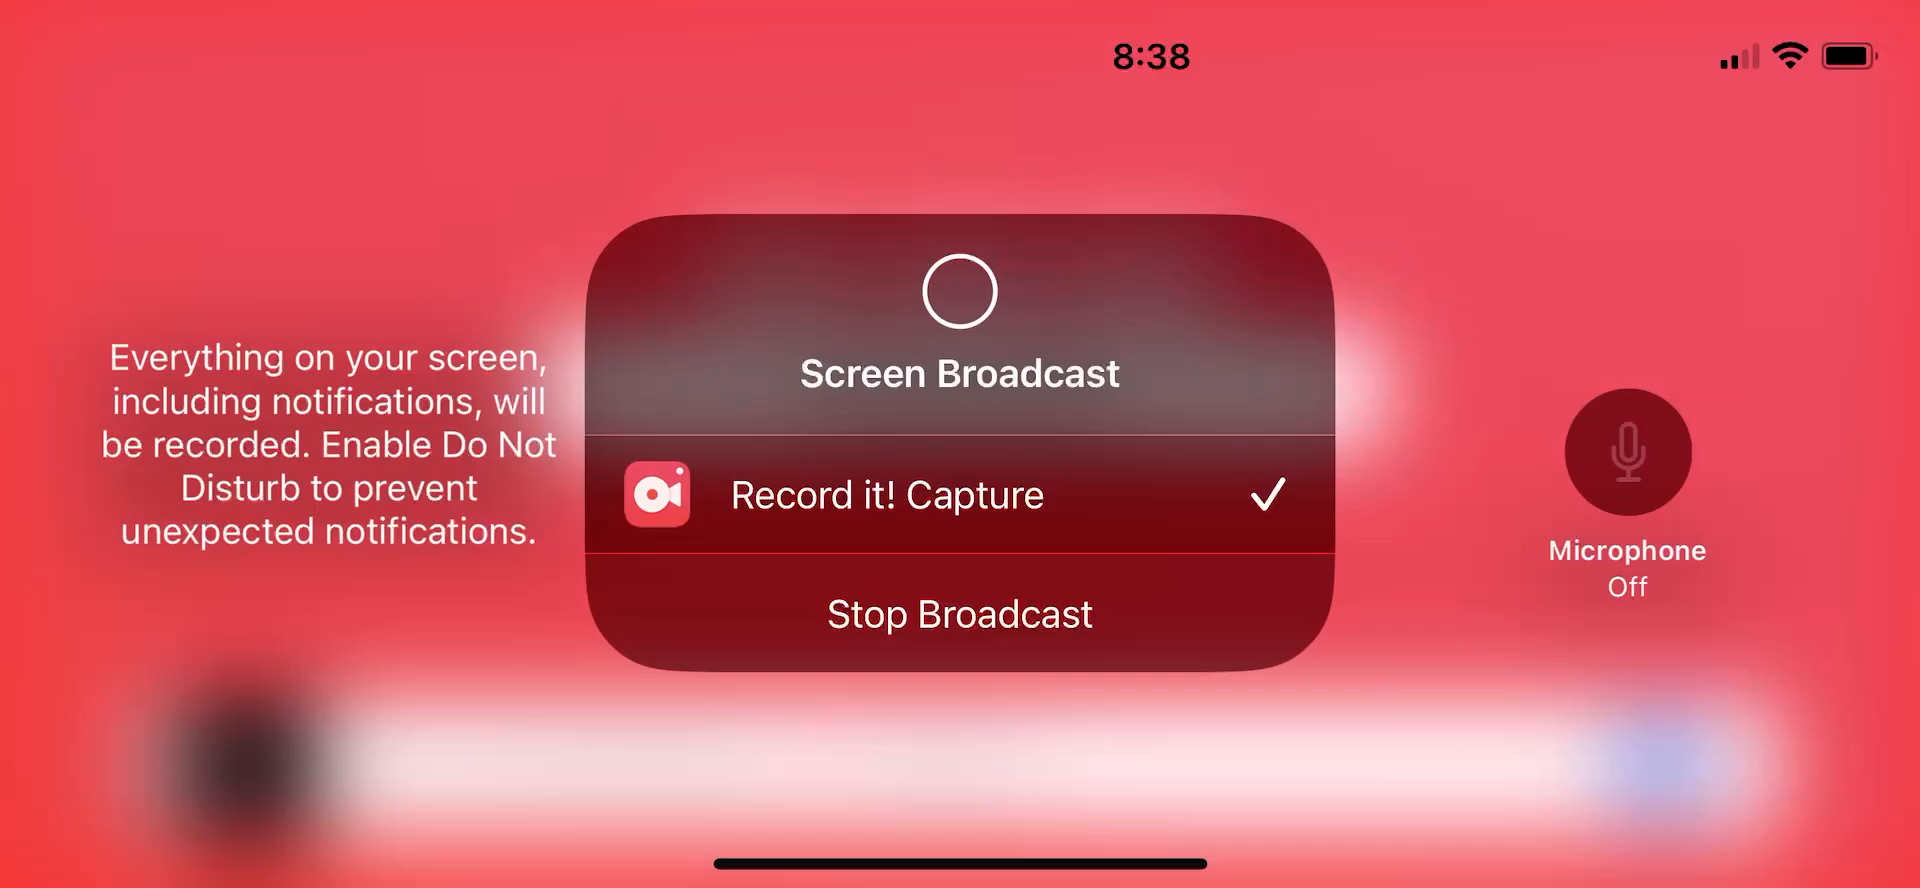 8:38
Everything on your screen,
including notifications, will
be recorded. Enable Do Not
Disturb to prevent
unexpected notifications.
Screen Broadcast
Record it! Capture
Stop Broadcast
Microphone
Off